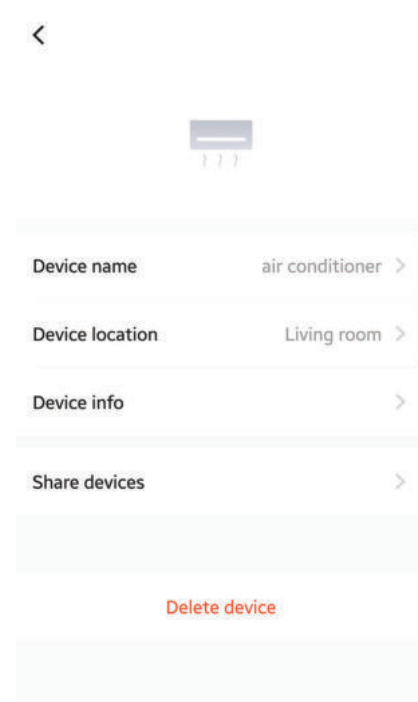 Device name air conditioner
Device location Living room
Device info
Share devices
Delete device